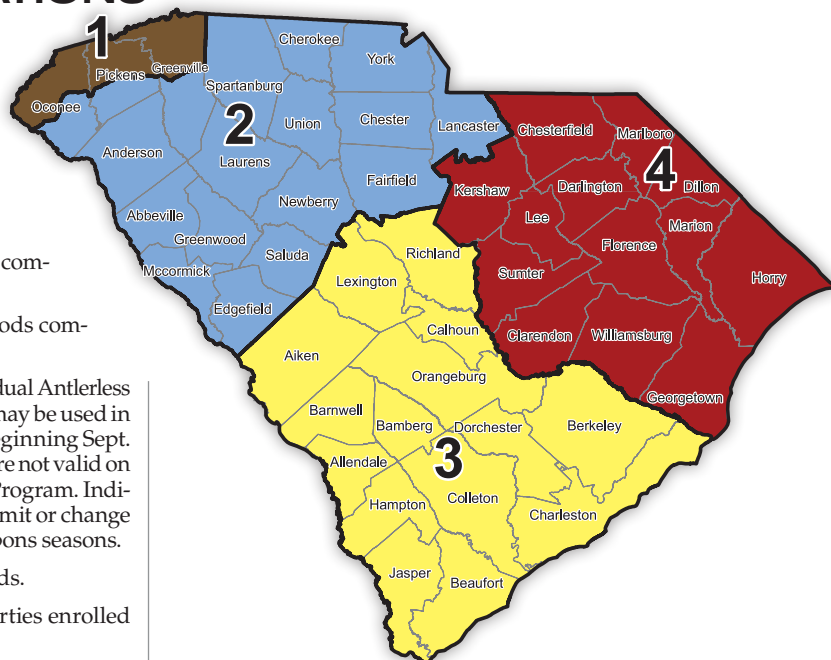 1
Pickens
Greenville
Oconee
2
Cherokee
York
Spartanburg
Union
Chester
Lancaster
Anderson
Laurens
Fairfield
Newberry
Abbeville
Greenwood
Saluda
Mccormick
Edgefield
4
Chesterfield
Marlboro
Kershaw
Darlington
Dillon
Lee
Marion
Florence
Sumter
Horry
Clarendon
Williamsburg
Georgetown
3
Richland
Lexington
Calhoun
Aiken
Orangeburg
Barnwell
Bamberg
Dorchester
Berkeley
Allendale
Colleton
Hampton
Charleston
Jasper
Beaufort
com-
ods com-
dual Antlerless
may be used in
eginning Sept.
re not valid on
Program. Indi-
mit or change
pons seasons.
ds.
rties enrolled